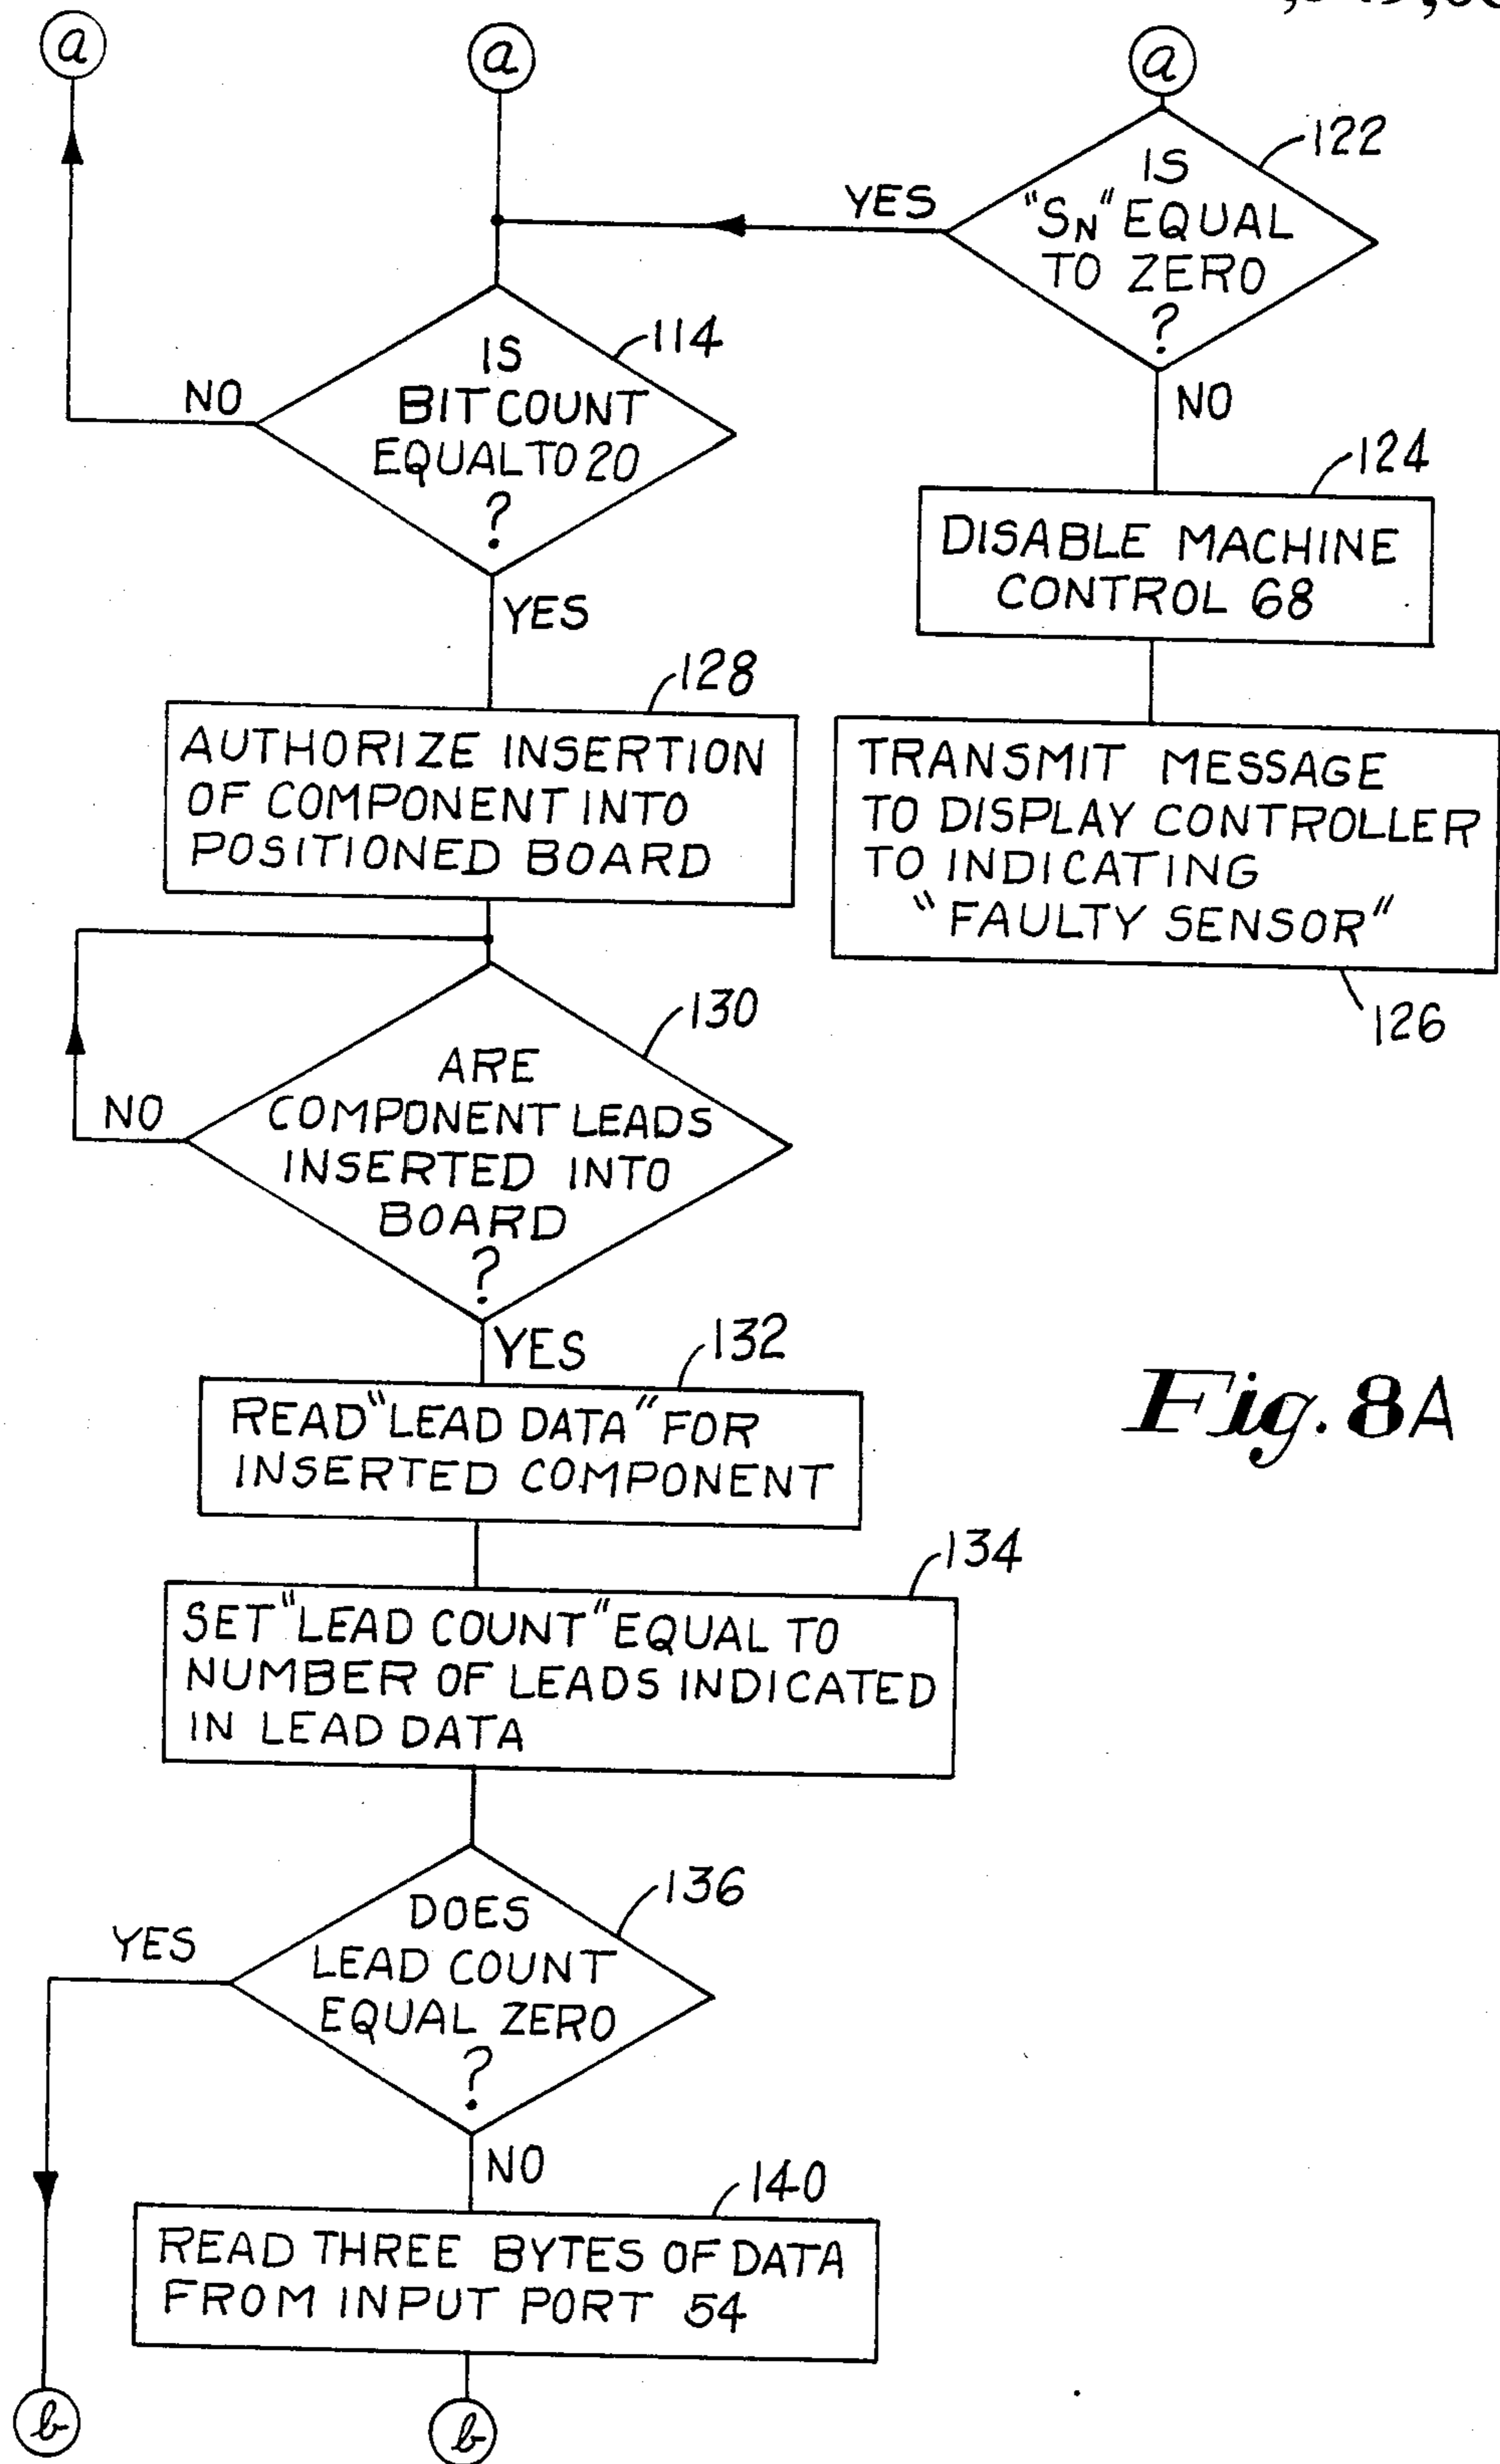 a
a
a
122
IS
"SN" EQUAL
TO ZERO
?
YES
NO
114
IS
BIT COUNT
EQUAL TO 20
?
NO
YES
124
DISABLE MACHINE
CONTROL 68
128
AUTHORIZE INSERTION
OF COMPONENT INTO
POSITIONED BOARD
TRANSMIT MESSAGE
TO DISPLAY CONTROLLER
TO INDICATING
"FAULTY SENSOR"
126
130
ARE
COMPONENT LEADS
INSERTED INTO
BOARD
?
NO
YES
132
READ "LEAD DATA" FOR
INSERTED COMPONENT
Fig. 8A
134
SET "LEAD COUNT" EQUAL TO
NUMBER OF LEADS INDICATED
IN LEAD DATA
136
DOES
LEAD COUNT
EQUAL ZERO
?
YES
NO
140
READ THREE BYTES OF DATA
FROM INPUT PORT 54
b
b